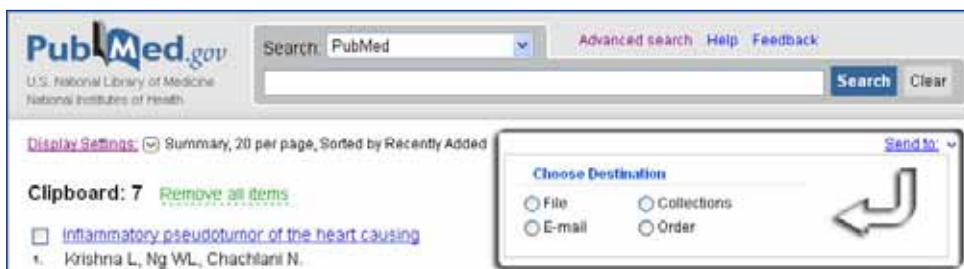 PubMed.gov
U.S. National Library of Medicine
National Institutes of Health
Search: PubMed
Advanced search Help Feedback
Search Clear
Display Settings: Summary, 20 per page, Sorted by Recently Added
Send to:
Choose Destination
File Collections
E-mail Order
Clipboard: 7 Remove all items
Inflammatory pseudotumor of the heart causing
1. Krishna L, Ng WL, Chachlani N.